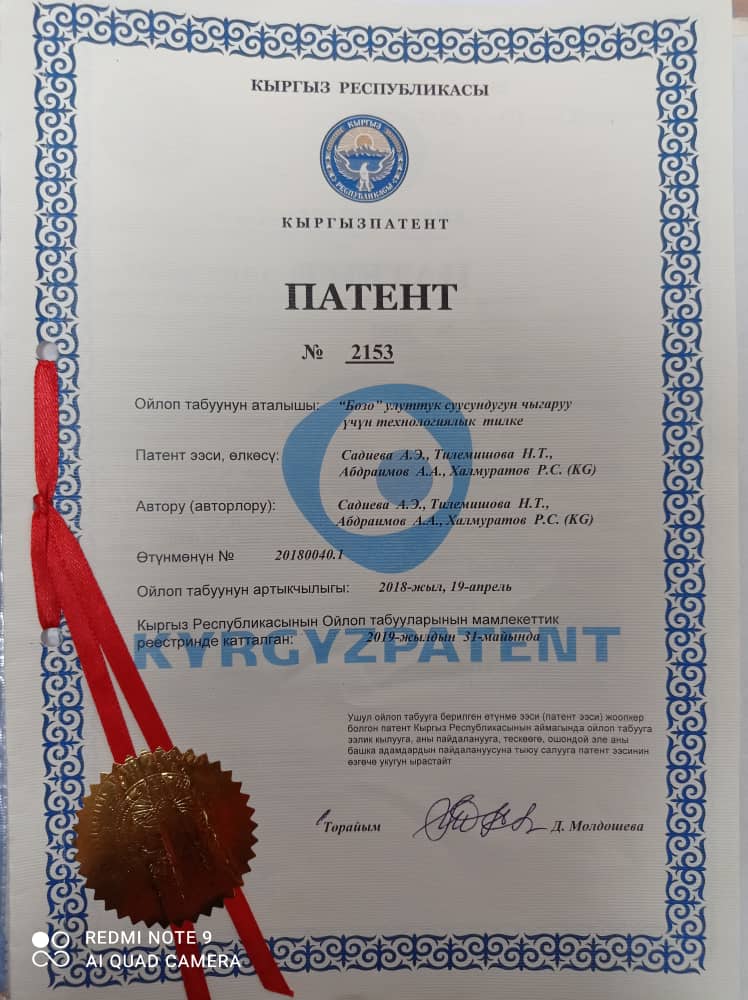 КЫРГЫЗ РЕСПУБЛИКАСЫ
КЫРГЫЗ
РЕСПУБЛИКАСЫ
КЫРГЫЗПАТЕНТ
ПАТЕНТ
№ 2153
Ойлоп табуунун аталышы: "Бозо" улуттук суусундугун чыгаруу
үчүн технологиялык тилке
Патент ээси, өлкөсү: Садиева А.Э., Тилемишова Н.Т.,
Абдраимов А.А., Халмуратов Р.С. (KG)
Автору (авторлору): Садиева А.Э., Тилемишова Н.Т.,
Абдраимов А.А., Халмуратов Р.С. (KG)
Өтүнмөнүн № 20180040.1
Ойлоп табуунун артыкчылыгы: 2018-жыл, 19-апрель
Кыргыз Республикасынын Ойлоп табууларынын мамлекеттик
реестринде катталган: 2019-жылдын 31-майында
KYRGYZPATENT
Ушул ойлоп табууга берилген өтүнмө ээси (патент ээси) жоопкер
болгон патент Кыргыз Республикасынын аймагында ойлоп табууга
ээлик кылууга, аны пайдаланууга, тескөөгө, ошондой эле аны
башка адамдардын пайдалануусуна тыюу салууга патент ээсинин
өзгөчө укугун ырастайт
Төрайым Д. Молдошева
REDMI NOTE 9
AI QUAD CAMERA